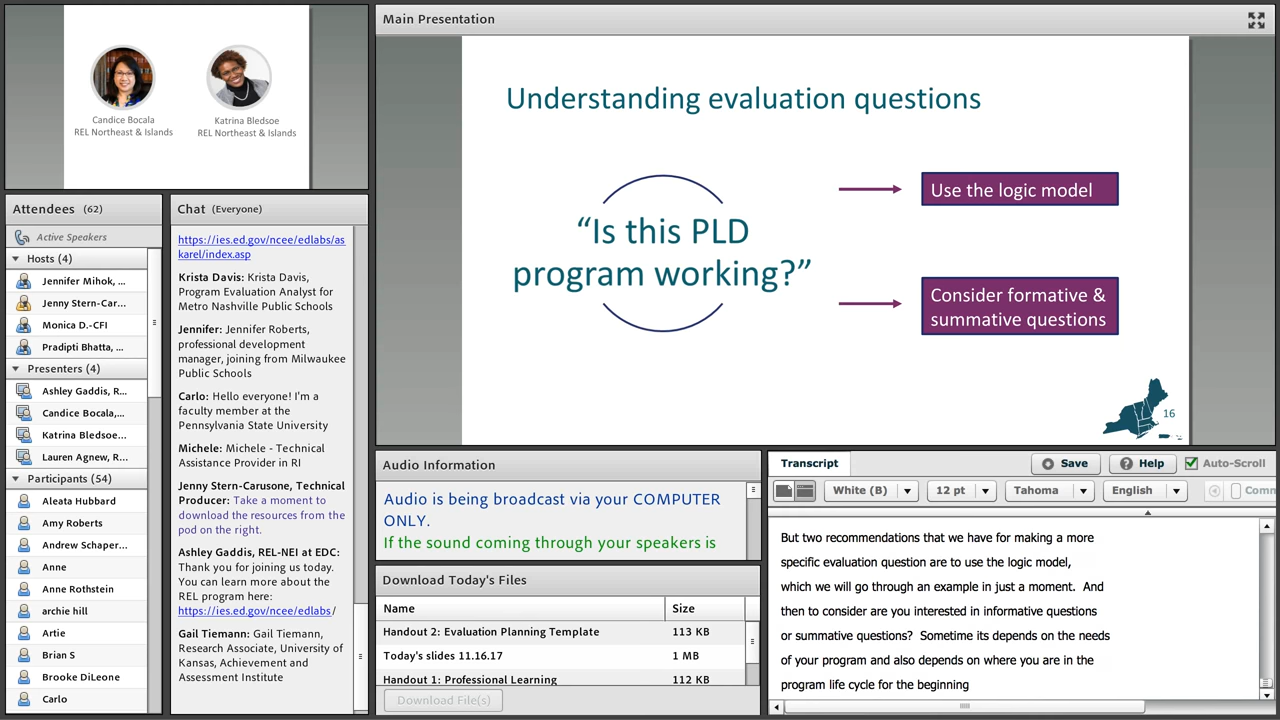 Candice Bocala
REL Northeast & Islands
Katrina Bledsoe
REL Northeast & Islands
Attendees (62)
Active Speakers
Hosts (4)
Jennifer Mihok, ...
Jenny Stern-Car...
Monica D.-CFI
Pradipti Bhatta, ...
Presenters (4)
Ashley Gaddis, R...
Candice Bocala,...
Katrina Bledsoe...
Lauren Agnew, R...
Participants (54)
Aleata Hubbard
Amy Roberts
Andrew Schaper...
Anne
Anne Rothstein
archie hill
Artie
Brian S
Brooke DiLeone
Carlo
Chat (Everyone)
https://ies.ed.gov/ncee/edlabs/as
karel/index.asp
Krista Davis: Krista Davis,
Program Evaluation Analyst for
Metro Nashville Public Schools
Jennifer: Jennifer Roberts,
professional development
manager, joining from Milwaukee
Public Schools
Carlo: Hello everyone! I'm a
faculty member at the
Pennsylvania State University
Michele: Michele - Technical
Assistance Provider in RI
Jenny Stern-Carusone, Technical
Producer: Take a moment to
download the resources from the
pod on the right.
Ashley Gaddis, REL-NEI at EDC:
Thank you for joining us today.
You can learn more about the
REL program here:
https://ies.ed.gov/ncee/edlabs/
Gail Tiemann: Gail Tiemann,
Research Associate, University of
Kansas, Achievement and
Assessment Institute
Main Presentation
Understanding evaluation questions
“Is this PLD
program working?”
Use the logic model
Consider formative &
summative questions
16
Audio Information
Audio is being broadcast via your COMPUTER
ONLY.
If the sound coming through your speakers is
Download Today's Files
Name Size
Handout 2: Evaluation Planning Template 113 KB
Today's slides 11.16.17 1 MB
Handout 1: Professional Learning 112 KB
Download File(s)
Transcript Save Help Auto-Scroll
White (B) 12 pt Tahoma English Comm
But two recommendations that we have for making a more
specific evaluation question are to use the logic model,
which we will go through an example in just a moment. And
then to consider are you interested in informative questions
or summative questions? Sometime its depends on the needs
of your program and also depends on where you are in the
program life cycle for the beginning